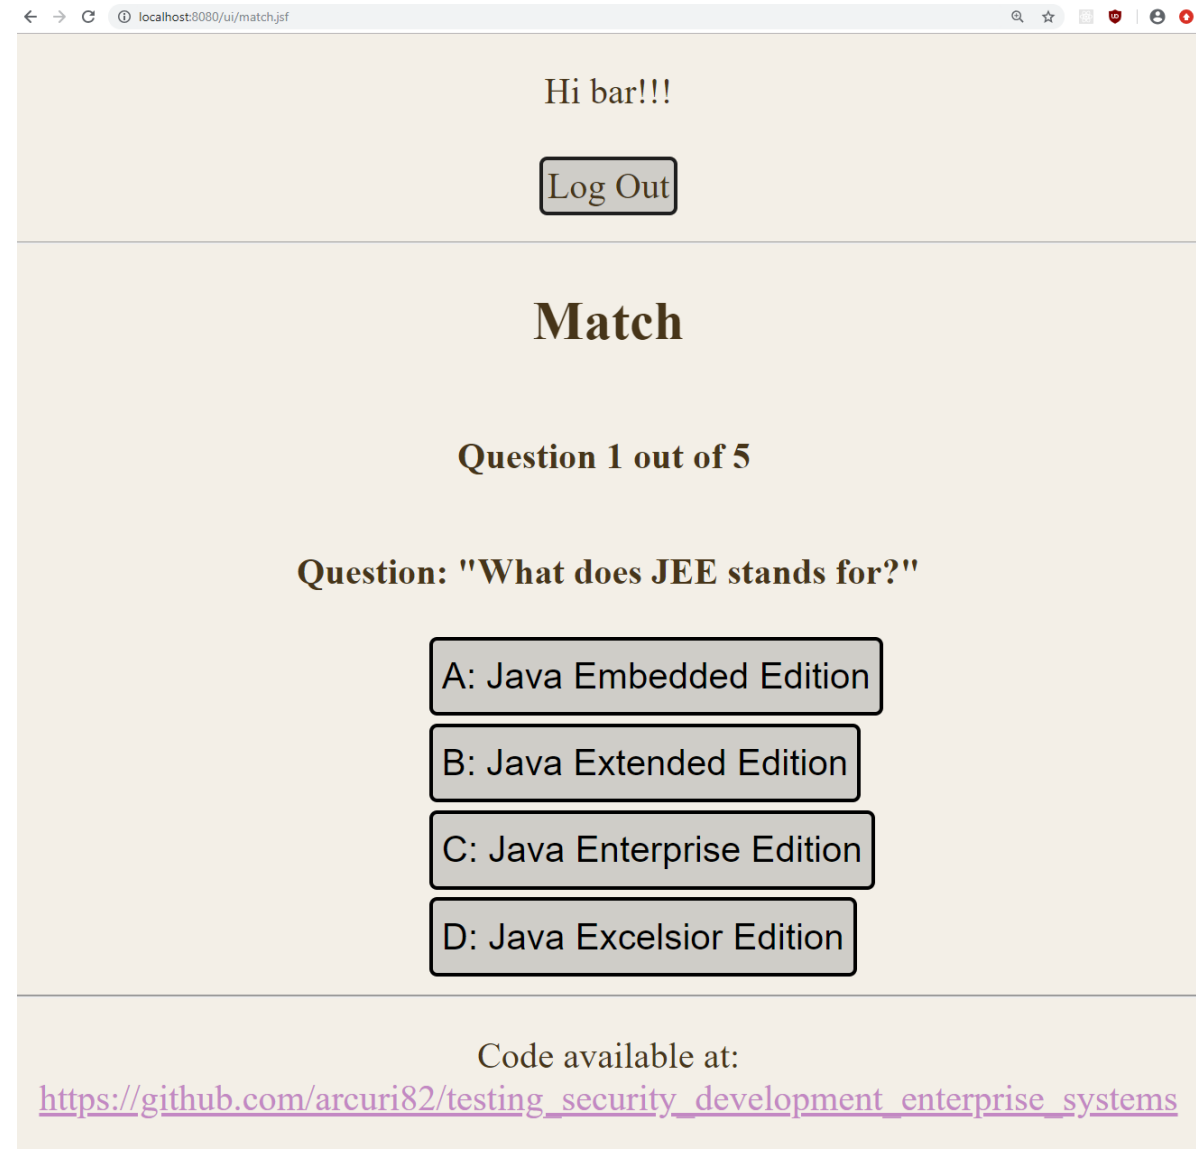 localhost:8080/ui/match.jsf
Hi bar!!!
Log Out
Match
Question 1 out of 5
Question: "What does JEE stands for?"
A: Java Embedded Edition
B: Java Extended Edition
C: Java Enterprise Edition
D: Java Excelsior Edition
Code available at:
https://github.com/arcuri82/testing_security_development_enterprise_systems